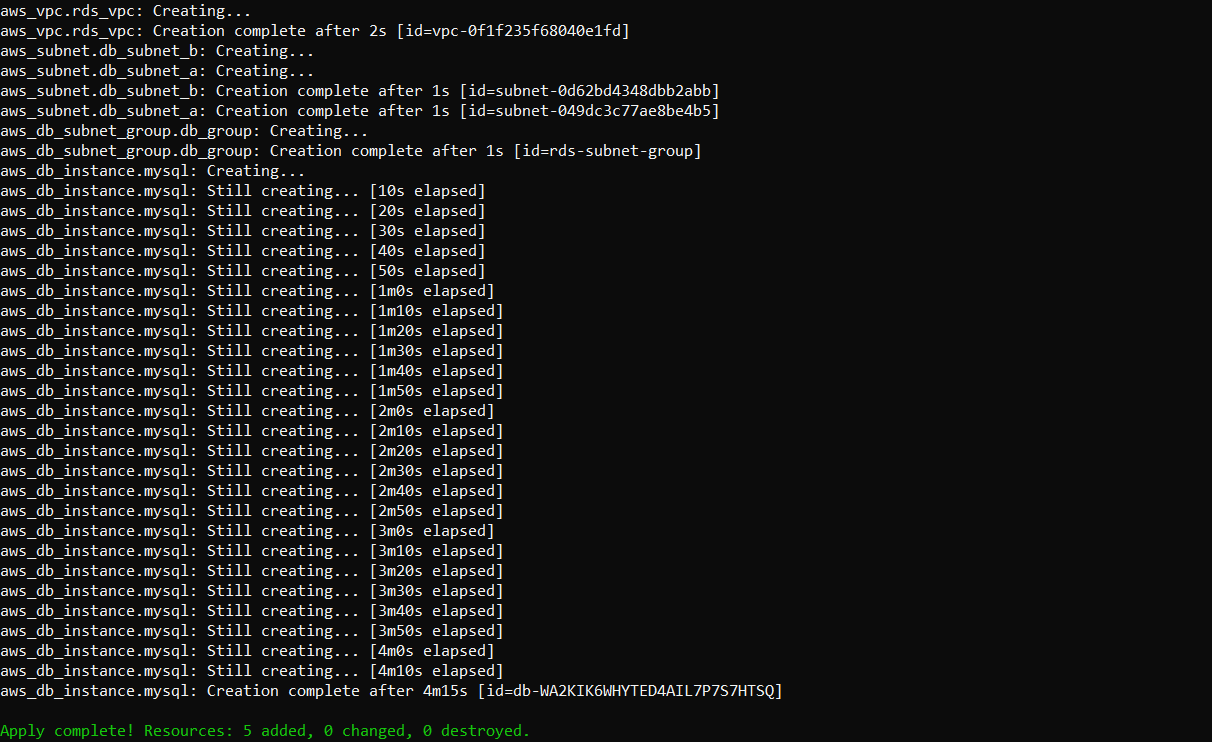 aws_vpc.rds_vpc: Creating...
aws_vpc.rds_vpc: Creation complete after 2s [id=vpc-0f1f235f68040e1fd]
aws_subnet.db_subnet_b: Creating...
aws_subnet.db_subnet_a: Creating...
aws_subnet.db_subnet_b: Creation complete after 1s [id=subnet-0d62bd4348dbb2abb]
aws_subnet.db_subnet_a: Creation complete after 1s [id=subnet-049dc3c77ae8be4b5]
aws_db_subnet_group.db_group: Creating...
aws_db_subnet_group.db_group: Creation complete after 1s [id=rds-subnet-group]
aws_db_instance.mysql: Creating...
aws_db_instance.mysql: Still creating... [10s elapsed]
aws_db_instance.mysql: Still creating... [20s elapsed]
aws_db_instance.mysql: Still creating... [30s elapsed]
aws_db_instance.mysql: Still creating... [40s elapsed]
aws_db_instance.mysql: Still creating... [50s elapsed]
aws_db_instance.mysql: Still creating... [1m0s elapsed]
aws_db_instance.mysql: Still creating... [1m10s elapsed]
aws_db_instance.mysql: Still creating... [1m20s elapsed]
aws_db_instance.mysql: Still creating... [1m30s elapsed]
aws_db_instance.mysql: Still creating... [1m40s elapsed]
aws_db_instance.mysql: Still creating... [1m50s elapsed]
aws_db_instance.mysql: Still creating... [2m0s elapsed]
aws_db_instance.mysql: Still creating... [2m10s elapsed]
aws_db_instance.mysql: Still creating... [2m20s elapsed]
aws_db_instance.mysql: Still creating... [2m30s elapsed]
aws_db_instance.mysql: Still creating... [2m40s elapsed]
aws_db_instance.mysql: Still creating... [2m50s elapsed]
aws_db_instance.mysql: Still creating... [3m0s elapsed]
aws_db_instance.mysql: Still creating... [3m10s elapsed]
aws_db_instance.mysql: Still creating... [3m20s elapsed]
aws_db_instance.mysql: Still creating... [3m30s elapsed]
aws_db_instance.mysql: Still creating... [3m40s elapsed]
aws_db_instance.mysql: Still creating... [3m50s elapsed]
aws_db_instance.mysql: Still creating... [4m0s elapsed]
aws_db_instance.mysql: Still creating... [4m10s elapsed]
aws_db_instance.mysql: Creation complete after 4m15s [id=db-WA2KIK6WHYTED4AIL7P7S7HTSQ]
Apply complete! Resources: 5 added, 0 changed, 0 destroyed.